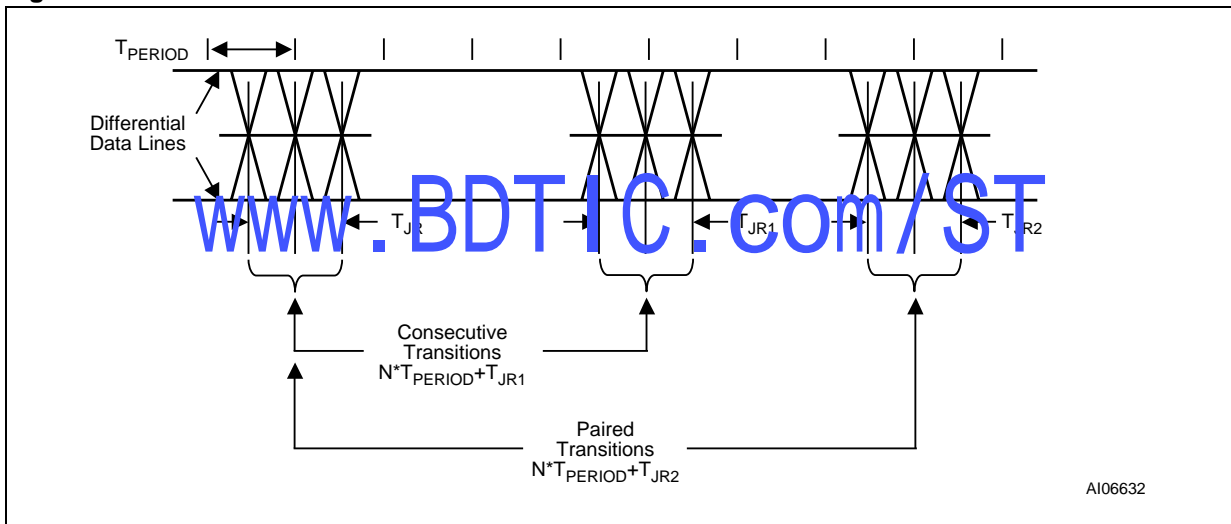 TPERIOD
Differential
Data Lines
TJR
TJR1
TJR2
www.BDTIC.com/ST
Consecutive
Transitions
N*TPERIOD+TJR1
Paired
Transitions
N*TPERIOD+TJR2
AI06632